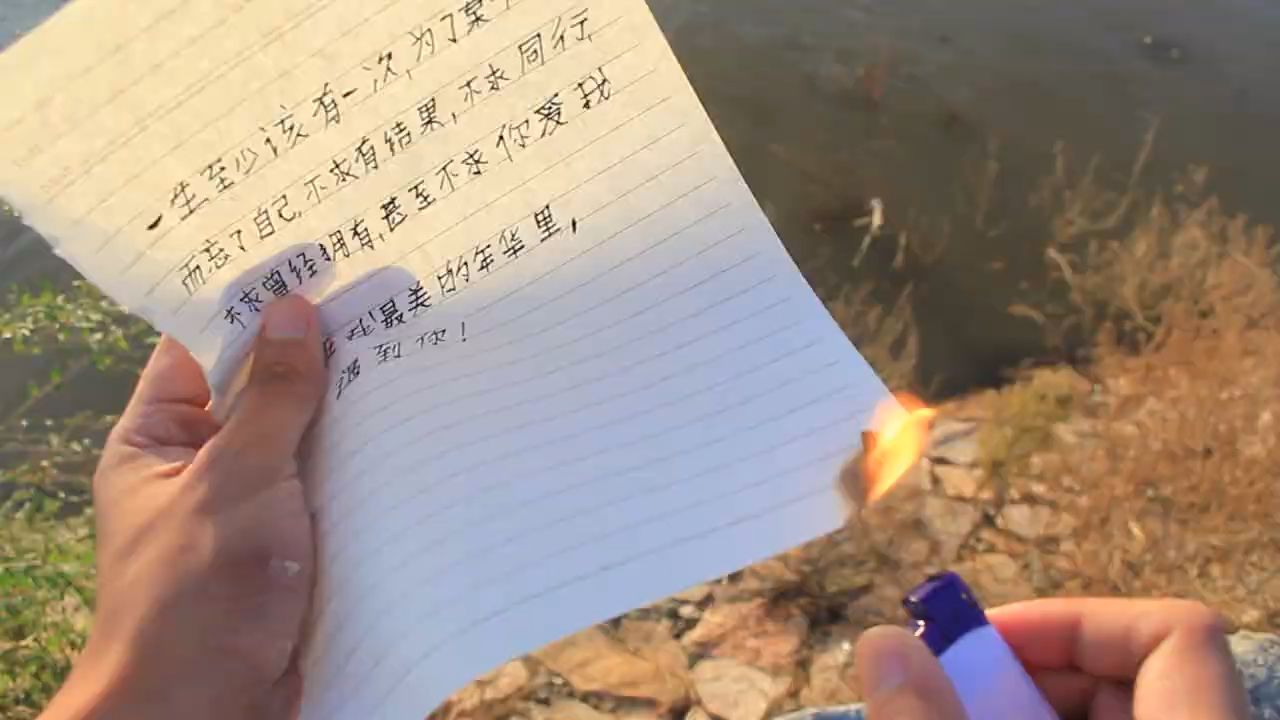 一生至少该有一次,为了某
而忘了自己,不求有结果,不求同行,
不求曾经拥有,甚至不求你爱我
在我最美的年华里,
遇到你!